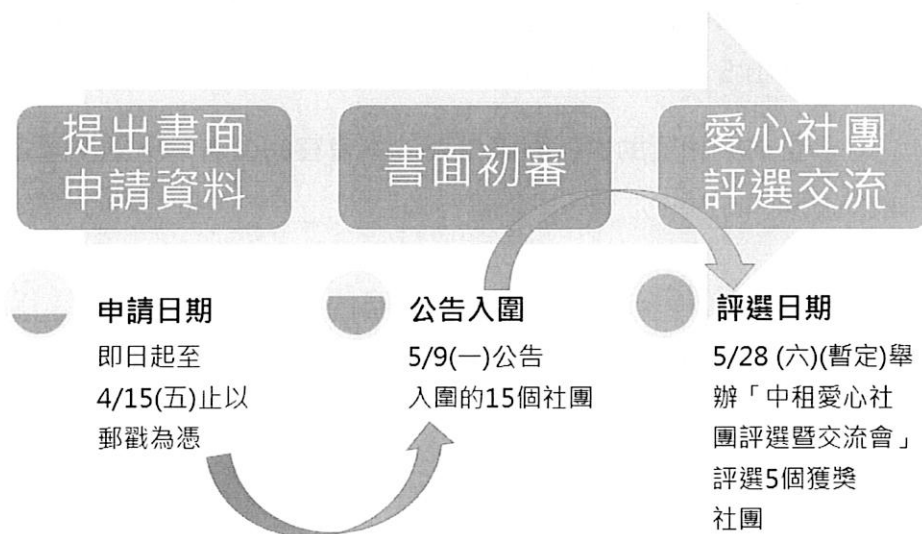 提出書面
申請資料
書面初審
愛心社團
評選交流
申請日期
即日起至
4/15(五)止以
郵戳為憑
公告入圍
5/9(一)公告
入圍的15個社團
評選日期
5/28 (六)(暫定)舉
辦「中租愛心社
團評選暨交流會」
評選5個獲獎
社團